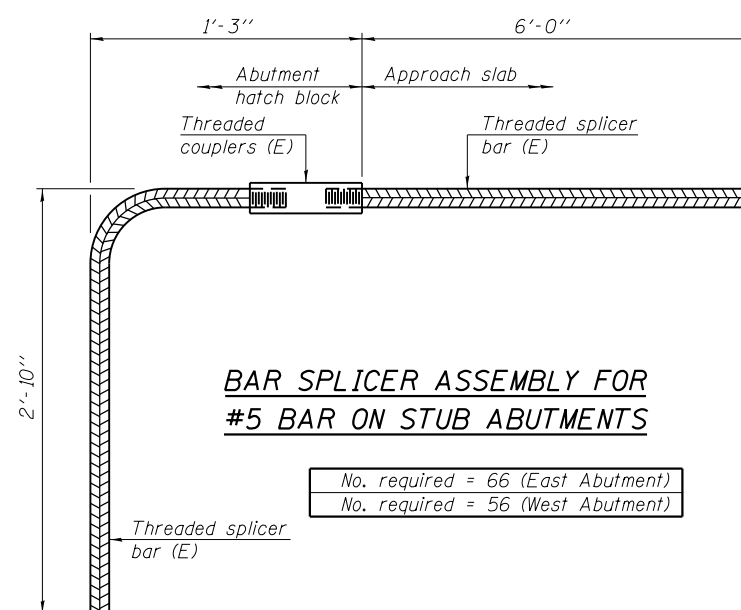 1'-3"
6'-0"
Abutment
hatch block
Approach slab
Threaded
couplers (E)
Threaded splicer
bar (E)
2'-10"
BAR SPLICER ASSEMBLY FOR
#5 BAR ON STUB ABUTMENTS
No. required = 66 (East Abutment)
No. required = 56 (West Abutment)
Threaded splicer
bar (E)